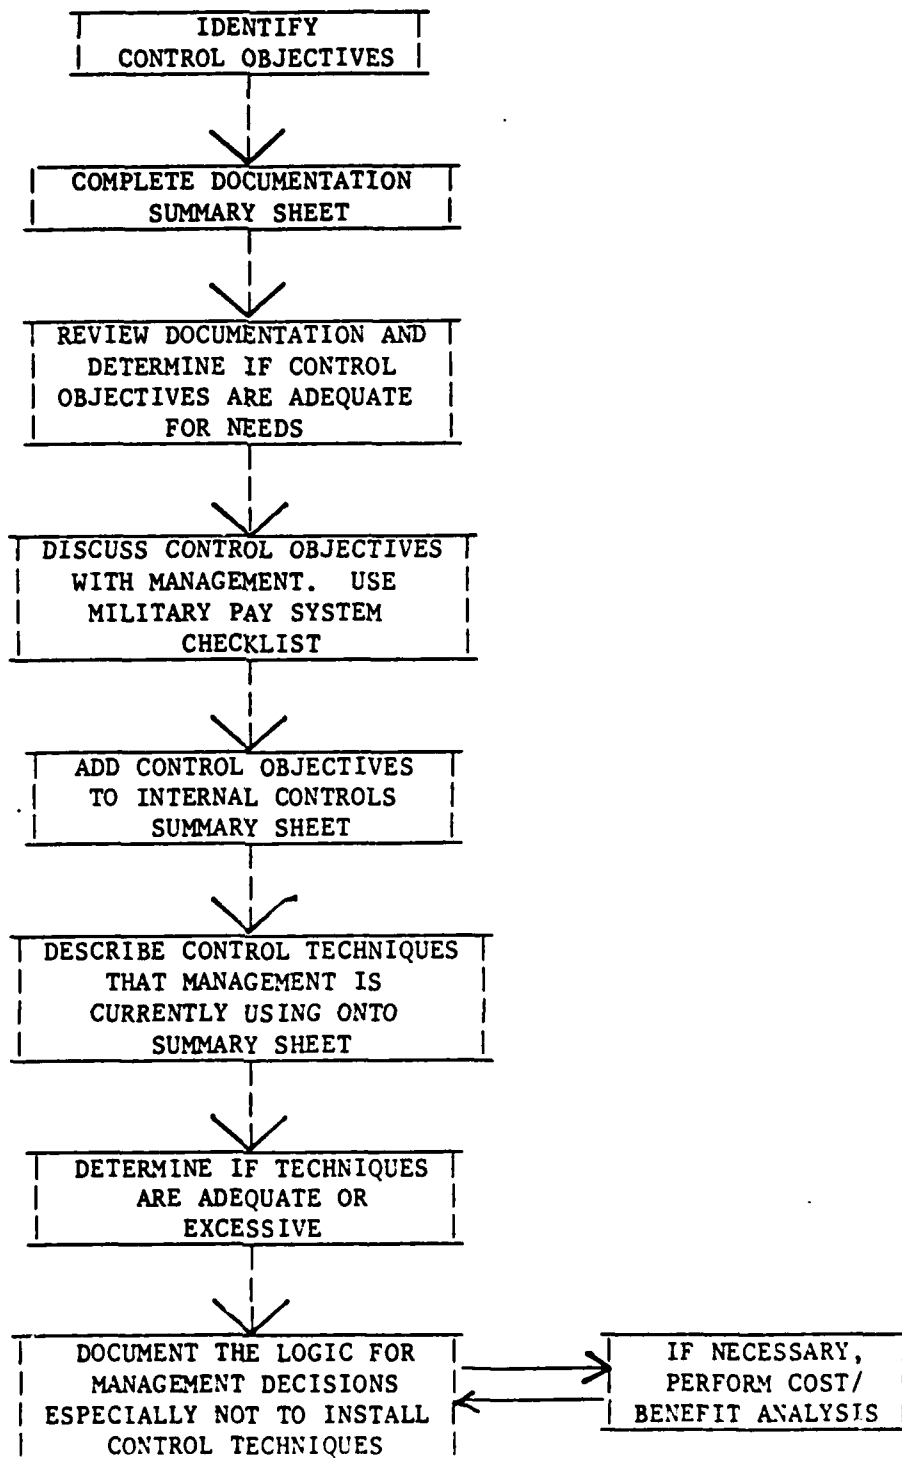 IDENTIFY
CONTROL OBJECTIVES
COMPLETE DOCUMENTATION
SUMMARY SHEET
REVIEW DOCUMENTATION AND
DETERMINE IF CONTROL
OBJECTIVES ARE ADEQUATE
FOR NEEDS
DISCUSS CONTROL OBJECTIVES
WITH MANAGEMENT. USE
MILITARY PAY SYSTEM
CHECKLIST
ADD CONTROL OBJECTIVES
TO INTERNAL CONTROLS
SUMMARY SHEET
DESCRIBE CONTROL TECHNIQUES
THAT MANAGEMENT IS
CURRENTLY USING ONTO
SUMMARY SHEET
DETERMINE IF TECHNIQUES
ARE ADEQUATE OR
EXCESSIVE
DOCUMENT THE LOGIC FOR
MANAGEMENT DECISIONS
ESPECIALLY NOT TO INSTALL
CONTROL TECHNIQUES
IF NECESSARY,
PERFORM COST/
BENEFIT ANALYSIS